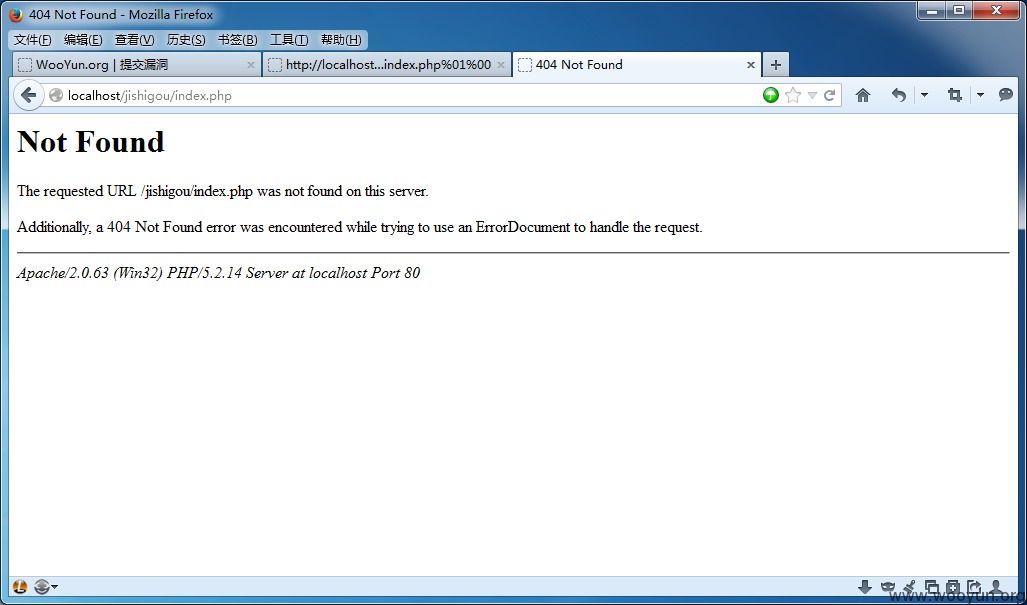 404 Not Found - Mozilla Firefox
文件(F) 编辑(E) 查看(V) 历史(S) 书签(B) 工具(T) 帮助(H)
WooYun.org | 提交漏洞 × http://localhost...index.php%01%00 × 404 Not Found × +
localhost/jishigou/index.php
Not Found
The requested URL /jishigou/index.php was not found on this server.
Additionally, a 404 Not Found error was encountered while trying to use an ErrorDocument to handle the request.
Apache/2.0.63 (Win32) PHP/5.2.14 Server at localhost Port 80
www.wooyun.org